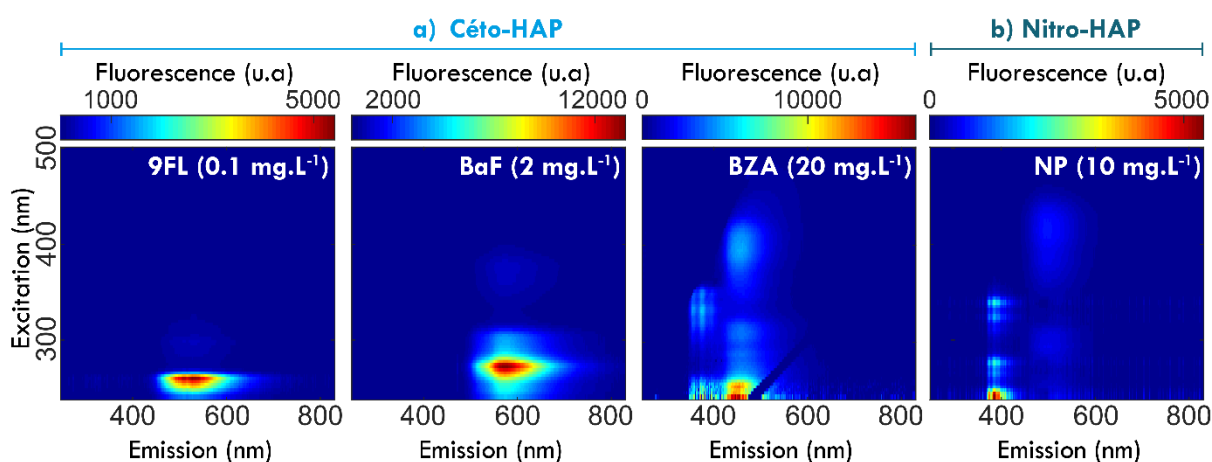 a) Céto-HAP
b) Nitro-HAP
Fluorescence (u.a)
Fluorescence (u.a)
Fluorescence (u.a)
Fluorescence (u.a)
1000 5000
2000 12000
0 10000
0 5000
9FL (0.1 mg.L⁻¹)
BaF (2 mg.L⁻¹)
BZA (20 mg.L⁻¹)
NP (10 mg.L⁻¹)
Excitation (nm)
500
400
300
400 600 800
400 600 800
400 600 800
400 600 800
Emission (nm)
Emission (nm)
Emission (nm)
Emission (nm)